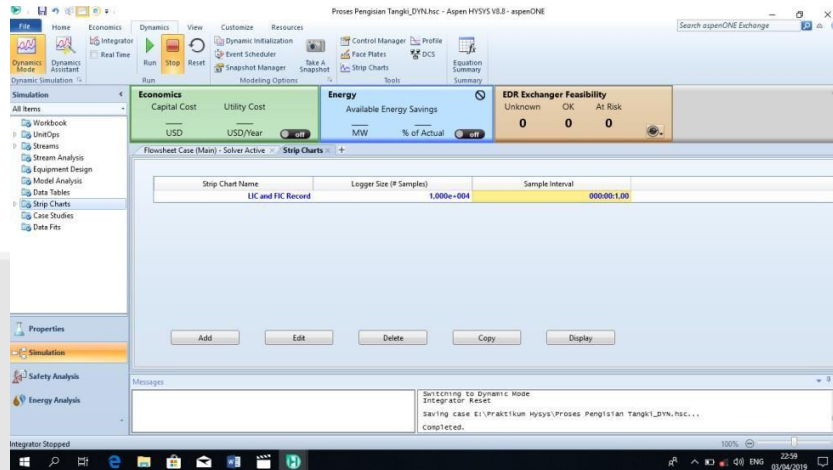 Proses Pengisian Tangki_DYN.hsc - Aspen HYSYS V8.8 - aspenONE
File Home Economics Dynamics View Customize Resources
Search aspenONE Exchange
Dynamics Mode
Dynamics Assistant
Integrator
Real Time
Dynamic Simulation
Run Stop Reset
Run
Dynamic Initialization
Event Scheduler
Snapshot Manager
Take A Snapshot
Modeling Options
Control Manager Profile
Face Plates DCS
Strip Charts
Tools
Equation Summary
Summary
Simulation
All Items
Workbook
UnitOps
Streams
Stream Analysis
Equipment Design
Model Analysis
Data Tables
Strip Charts
Case Studies
Data Fits
Properties
Simulation
Safety Analysis
Energy Analysis
Economics
Capital Cost Utility Cost
USD USD/Year off
Energy
Available Energy Savings
MW % of Actual off
EDR Exchanger Feasibility
Unknown OK At Risk
0 0 0
Flowsheet Case (Main) - Solver Active Strip Charts +
Strip Chart Name Logger Size (# Samples) Sample Interval
LIC and FIC Record 1.000e+004 000:00:1.00
Add Edit Delete Copy Display
Messages
Switching to Dynamic Mode
Integrator Reset
Saving case E:\Praktikum Hysys\Proses Pengisian Tangki_DYN.hsc...
Completed.
Integrator Stopped
100%
ENG
22:59
03/04/2019